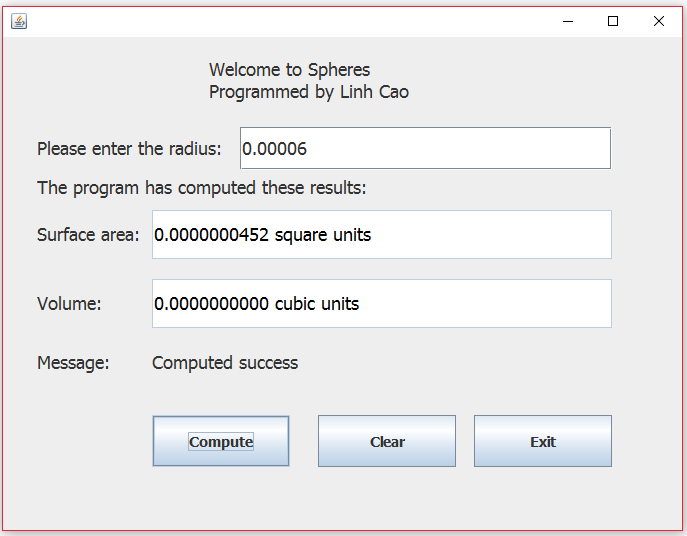 Welcome to Spheres
Programmed by Linh Cao
Please enter the radius: 0.00006
The program has computed these results:
Surface area: 0.0000000452 square units
Volume: 0.0000000000 cubic units
Message: Computed success
Compute Clear Exit